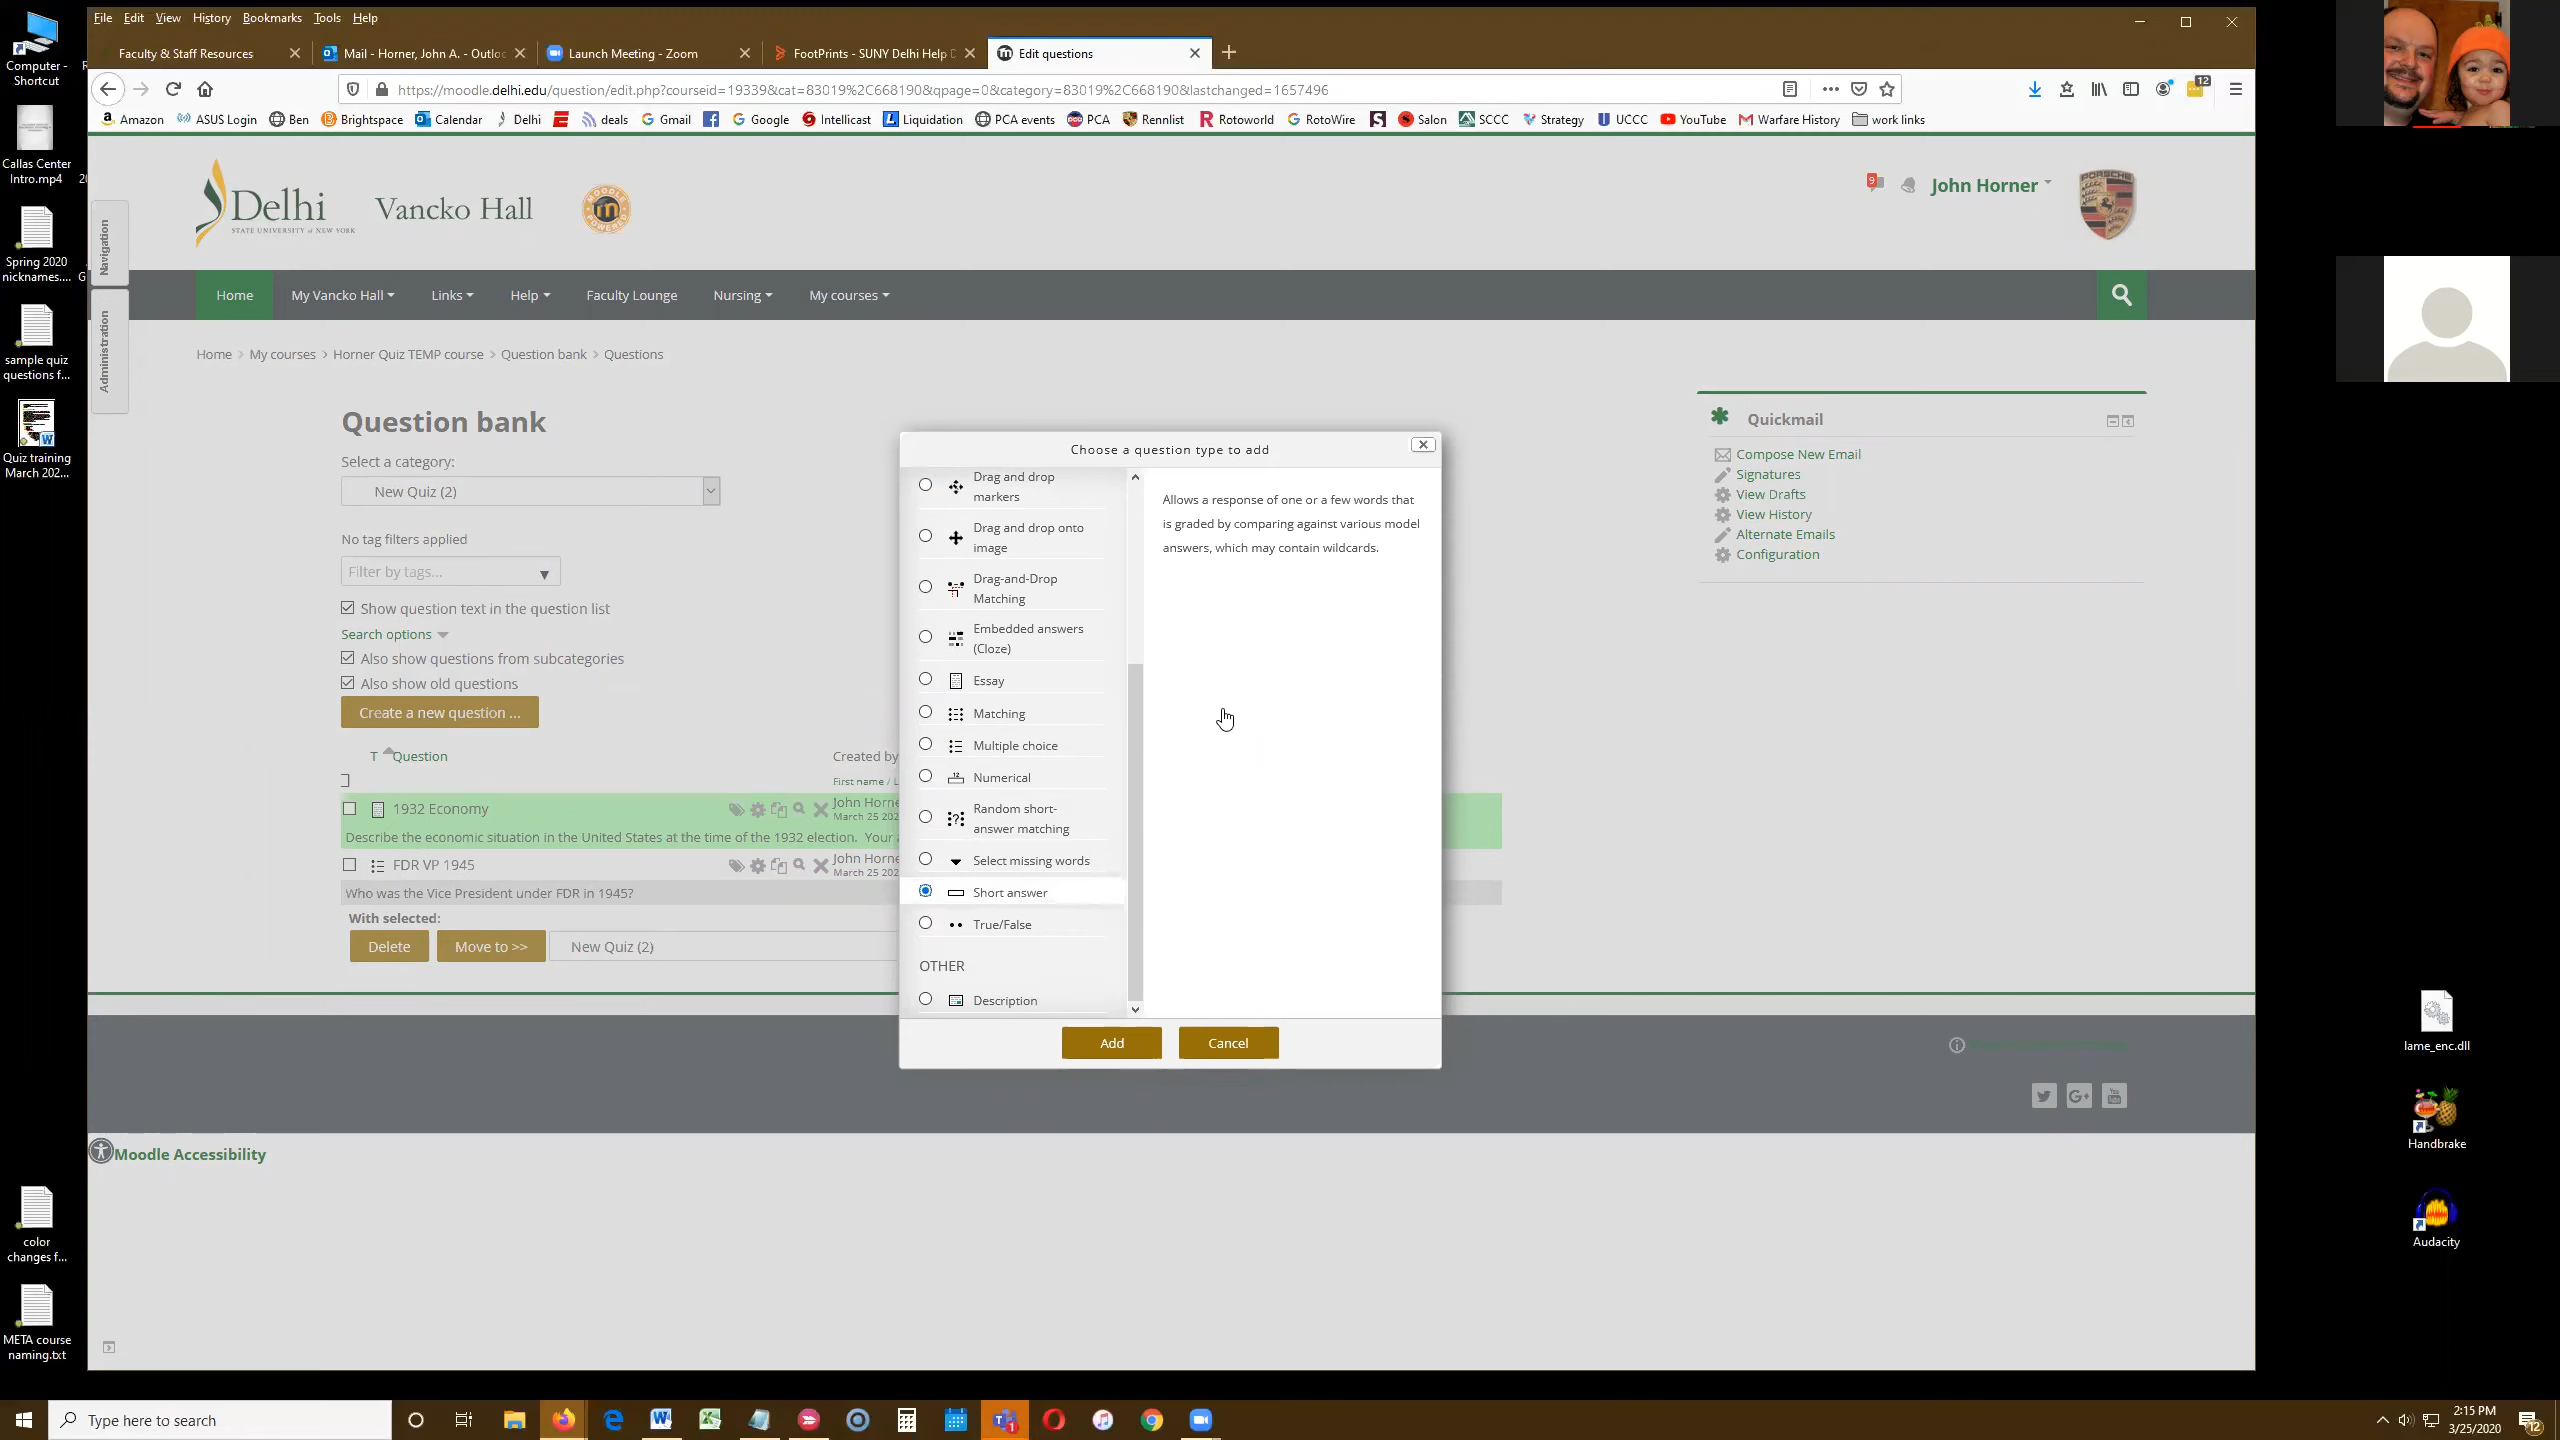 File Edit View History Bookmarks Tools Help
Faculty & Staff Resources
Mail - Horner, John A. - Outlo
Launch Meeting - Zoom
FootPrints - SUNY Delhi Help D
Edit questions
https://moodle.delhi.edu/question/edit.php?courseid=19339&cat=83019%2C668190&qpage=0&category=83019%2C668190&lastchanged=1657496
12
Amazon ASUS Login Ben Brightspace Calendar Delhi deals Gmail Google Intellicast Liquidation PCA events PCA Rennlist Rotoworld RotoWire Salon SCCC Strategy UCCC YouTube Warfare History work links
Computer - Shortcut
Callas Center Intro.mp4
Spring 2020 nicknames....
sample quiz questions f...
Quiz training March 202...
color changes f...
META course naming.txt
Navigation
Administration
Delhi
STATE UNIVERSITY of NEW YORK
Vancko Hall
MOODLE
POWERED
9
John Horner
PORSCHE
Home My Vancko Hall Links Help Faculty Lounge Nursing My courses
Home > My courses > Horner Quiz TEMP course > Question bank > Questions
Question bank
Select a category:
New Quiz (2)
No tag filters applied
Filter by tags...
Show question text in the question list
Search options
Also show questions from subcategories
Also show old questions
Create a new question ...
T Question
Created by
First name / L
1932 Economy
John Horne
March 25 202
Describe the economic situation in the United States at the time of the 1932 election. Your a
FDR VP 1945
John Horne
March 25 202
Who was the Vice President under FDR in 1945?
With selected:
Delete
Move to >>
New Quiz (2)
Choose a question type to add
Drag and drop
markers
Drag and drop onto
image
Drag-and-Drop
Matching
Embedded answers
(Cloze)
Essay
Matching
Multiple choice
Numerical
Random short-
answer matching
Select missing words
Short answer
True/False
OTHER
Description
Allows a response of one or a few words that
is graded by comparing against various model
answers, which may contain wildcards.
Add
Cancel
Quickmail
Compose New Email
Signatures
View Drafts
View History
Alternate Emails
Configuration
Moodle Accessibility
lame_enc.dll
Handbrake
Audacity
Type here to search
2:15 PM
3/25/2020
12